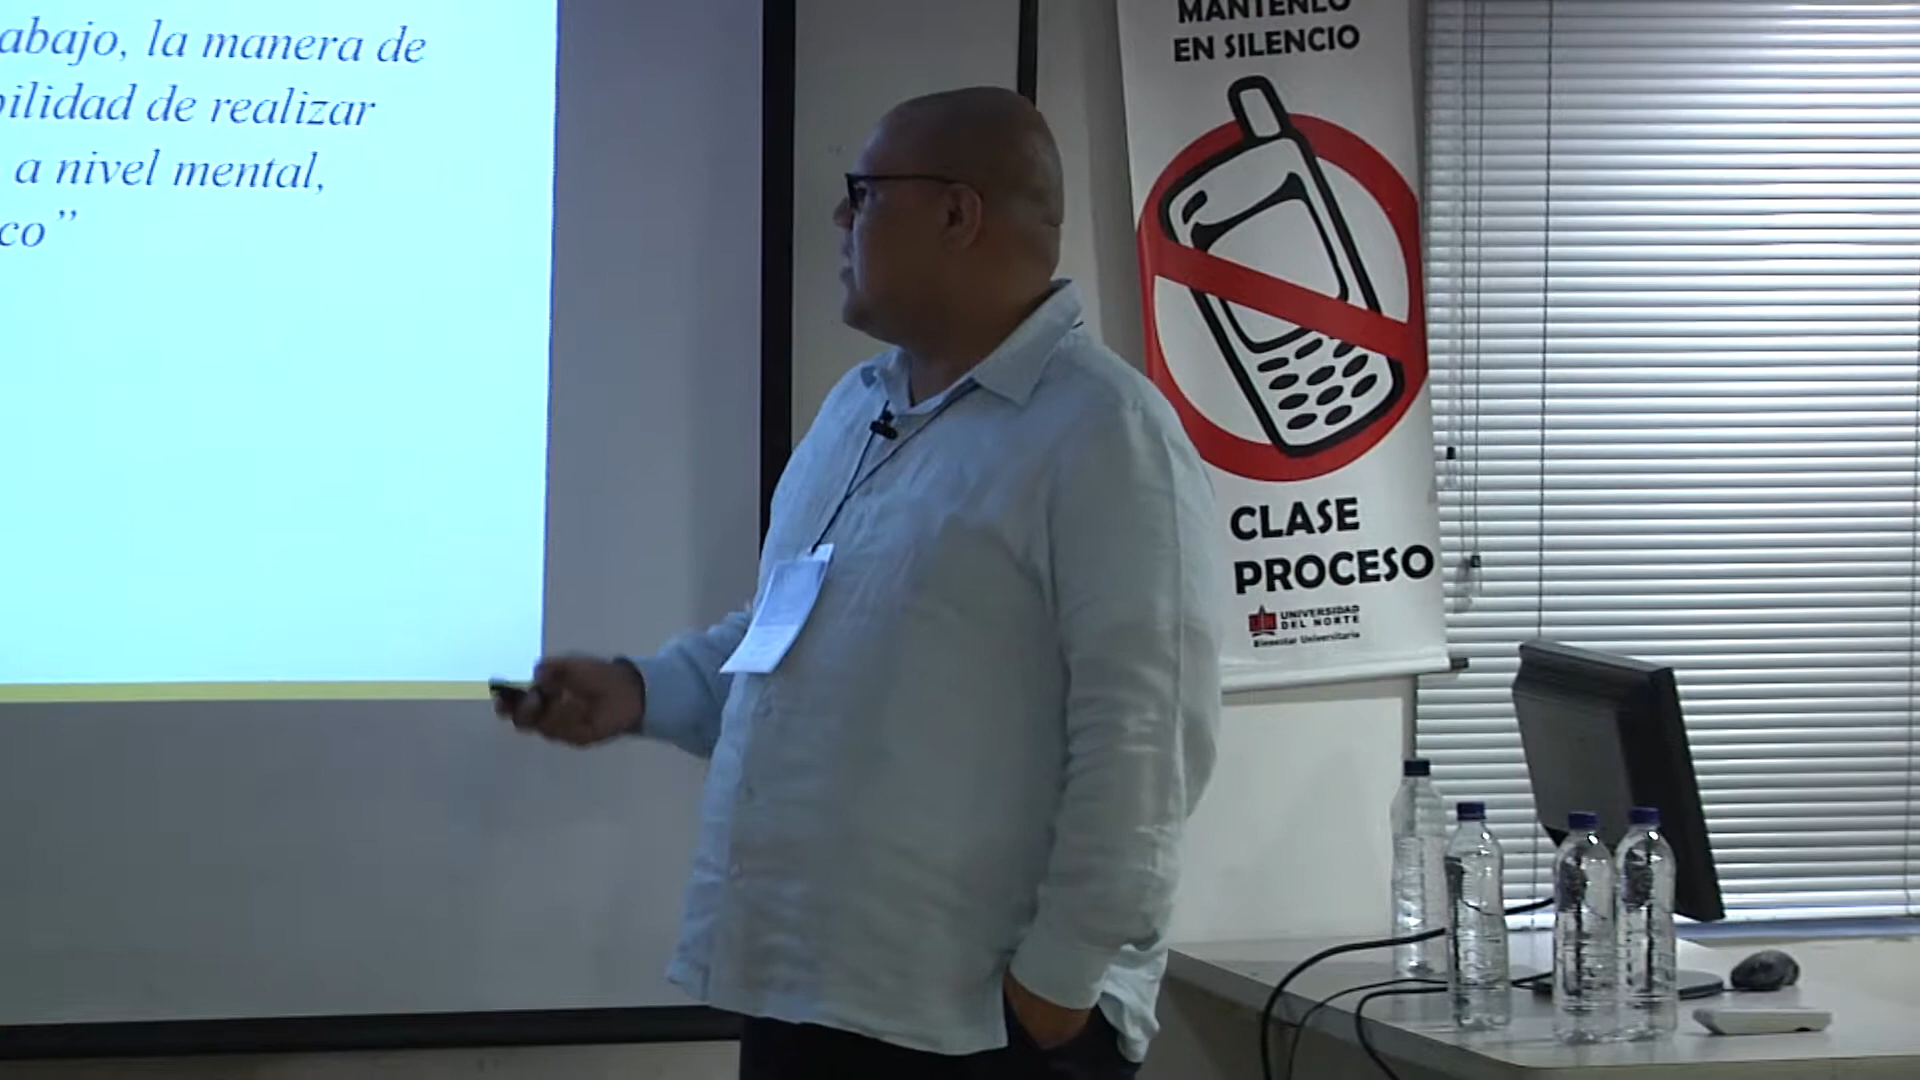 abajo, la manera de
bilidad de realizar
a nivel mental,
co”
MANTENLO
EN SILENCIO
CLASE
PROCESO
UNIVERSIDAD
DEL NORTE
Bienestar Universitario